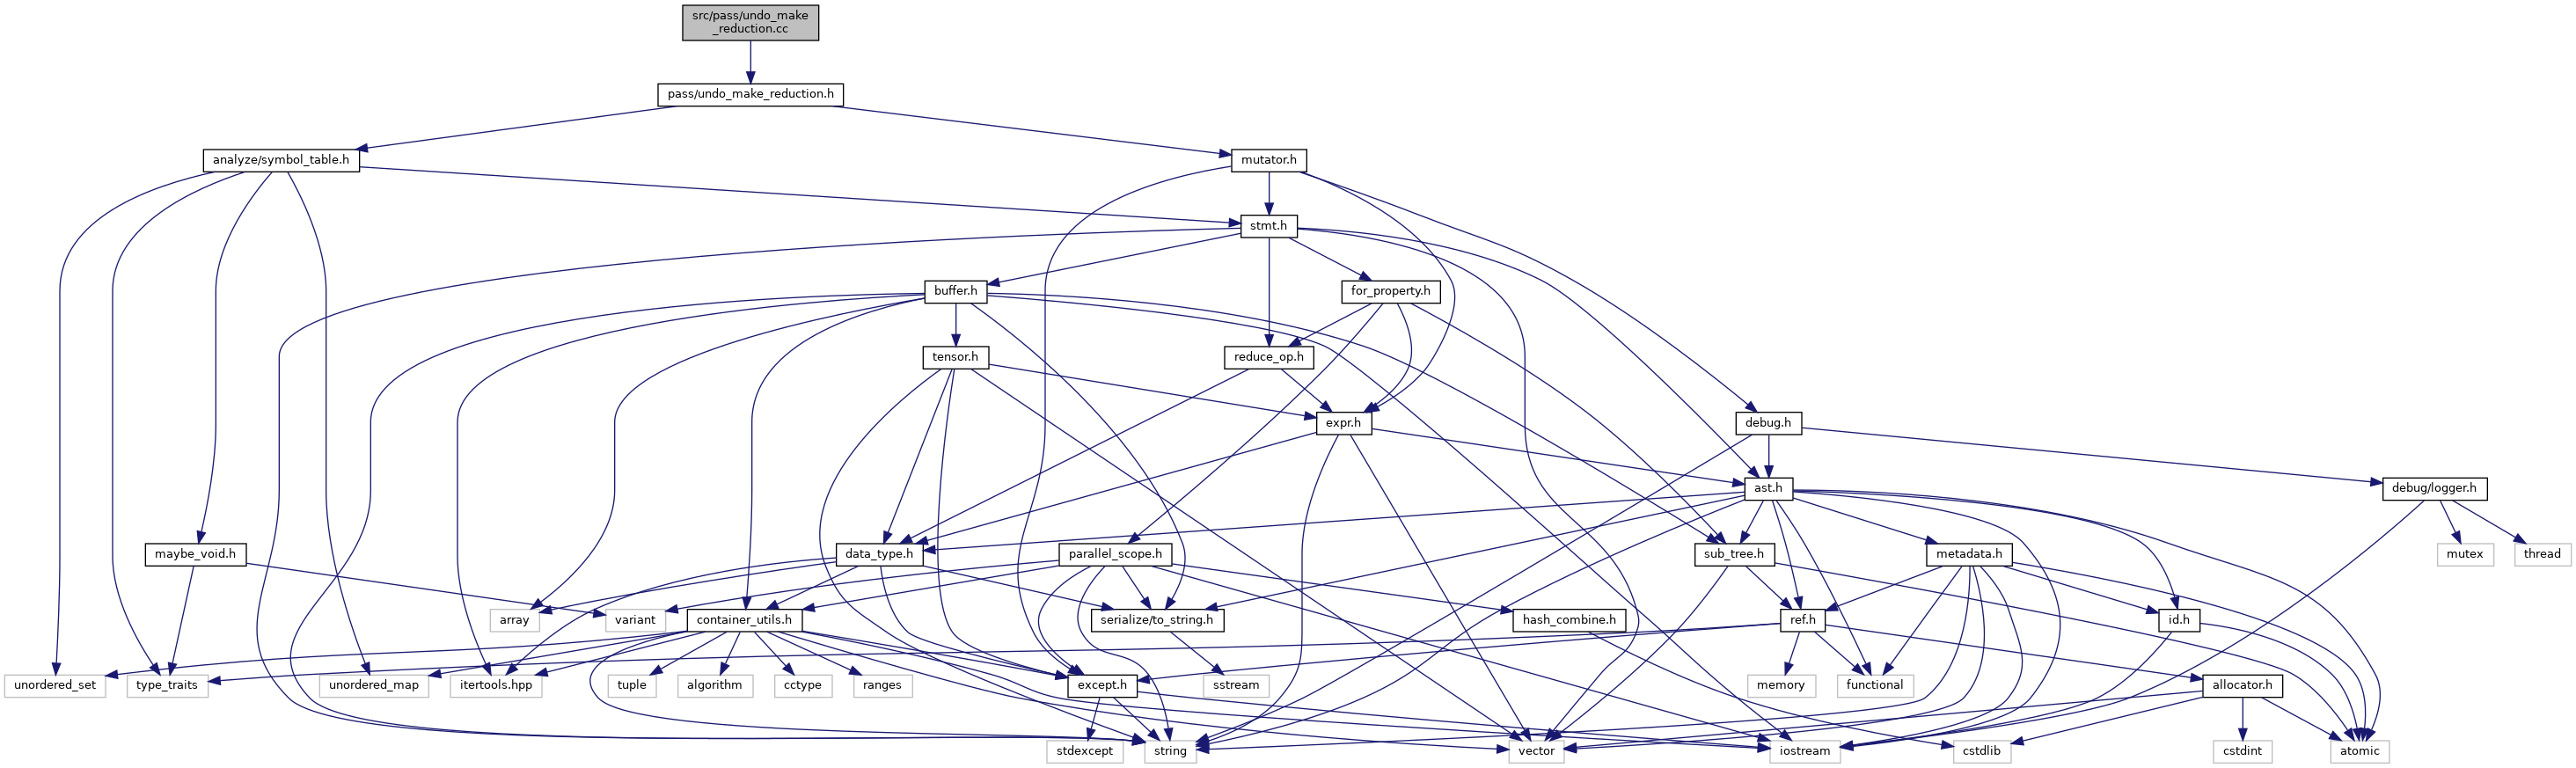 src/pass/undo_make
_reduction.cc
pass/undo_make_reduction.h
analyze/symbol_table.h
mutator.h
stmt.h
buffer.h
for_property.h
tensor.h
reduce_op.h
expr.h
debug.h
ast.h
debug/logger.h
maybe_void.h
data_type.h
parallel_scope.h
sub_tree.h
metadata.h
mutex
thread
array
variant
container_utils.h
serialize/to_string.h
hash_combine.h
ref.h
id.h
unordered_set
type_traits
unordered_map
itertools.hpp
tuple
algorithm
cctype
ranges
except.h
sstream
memory
functional
allocator.h
stdexcept
string
vector
iostream
cstdlib
cstdint
atomic